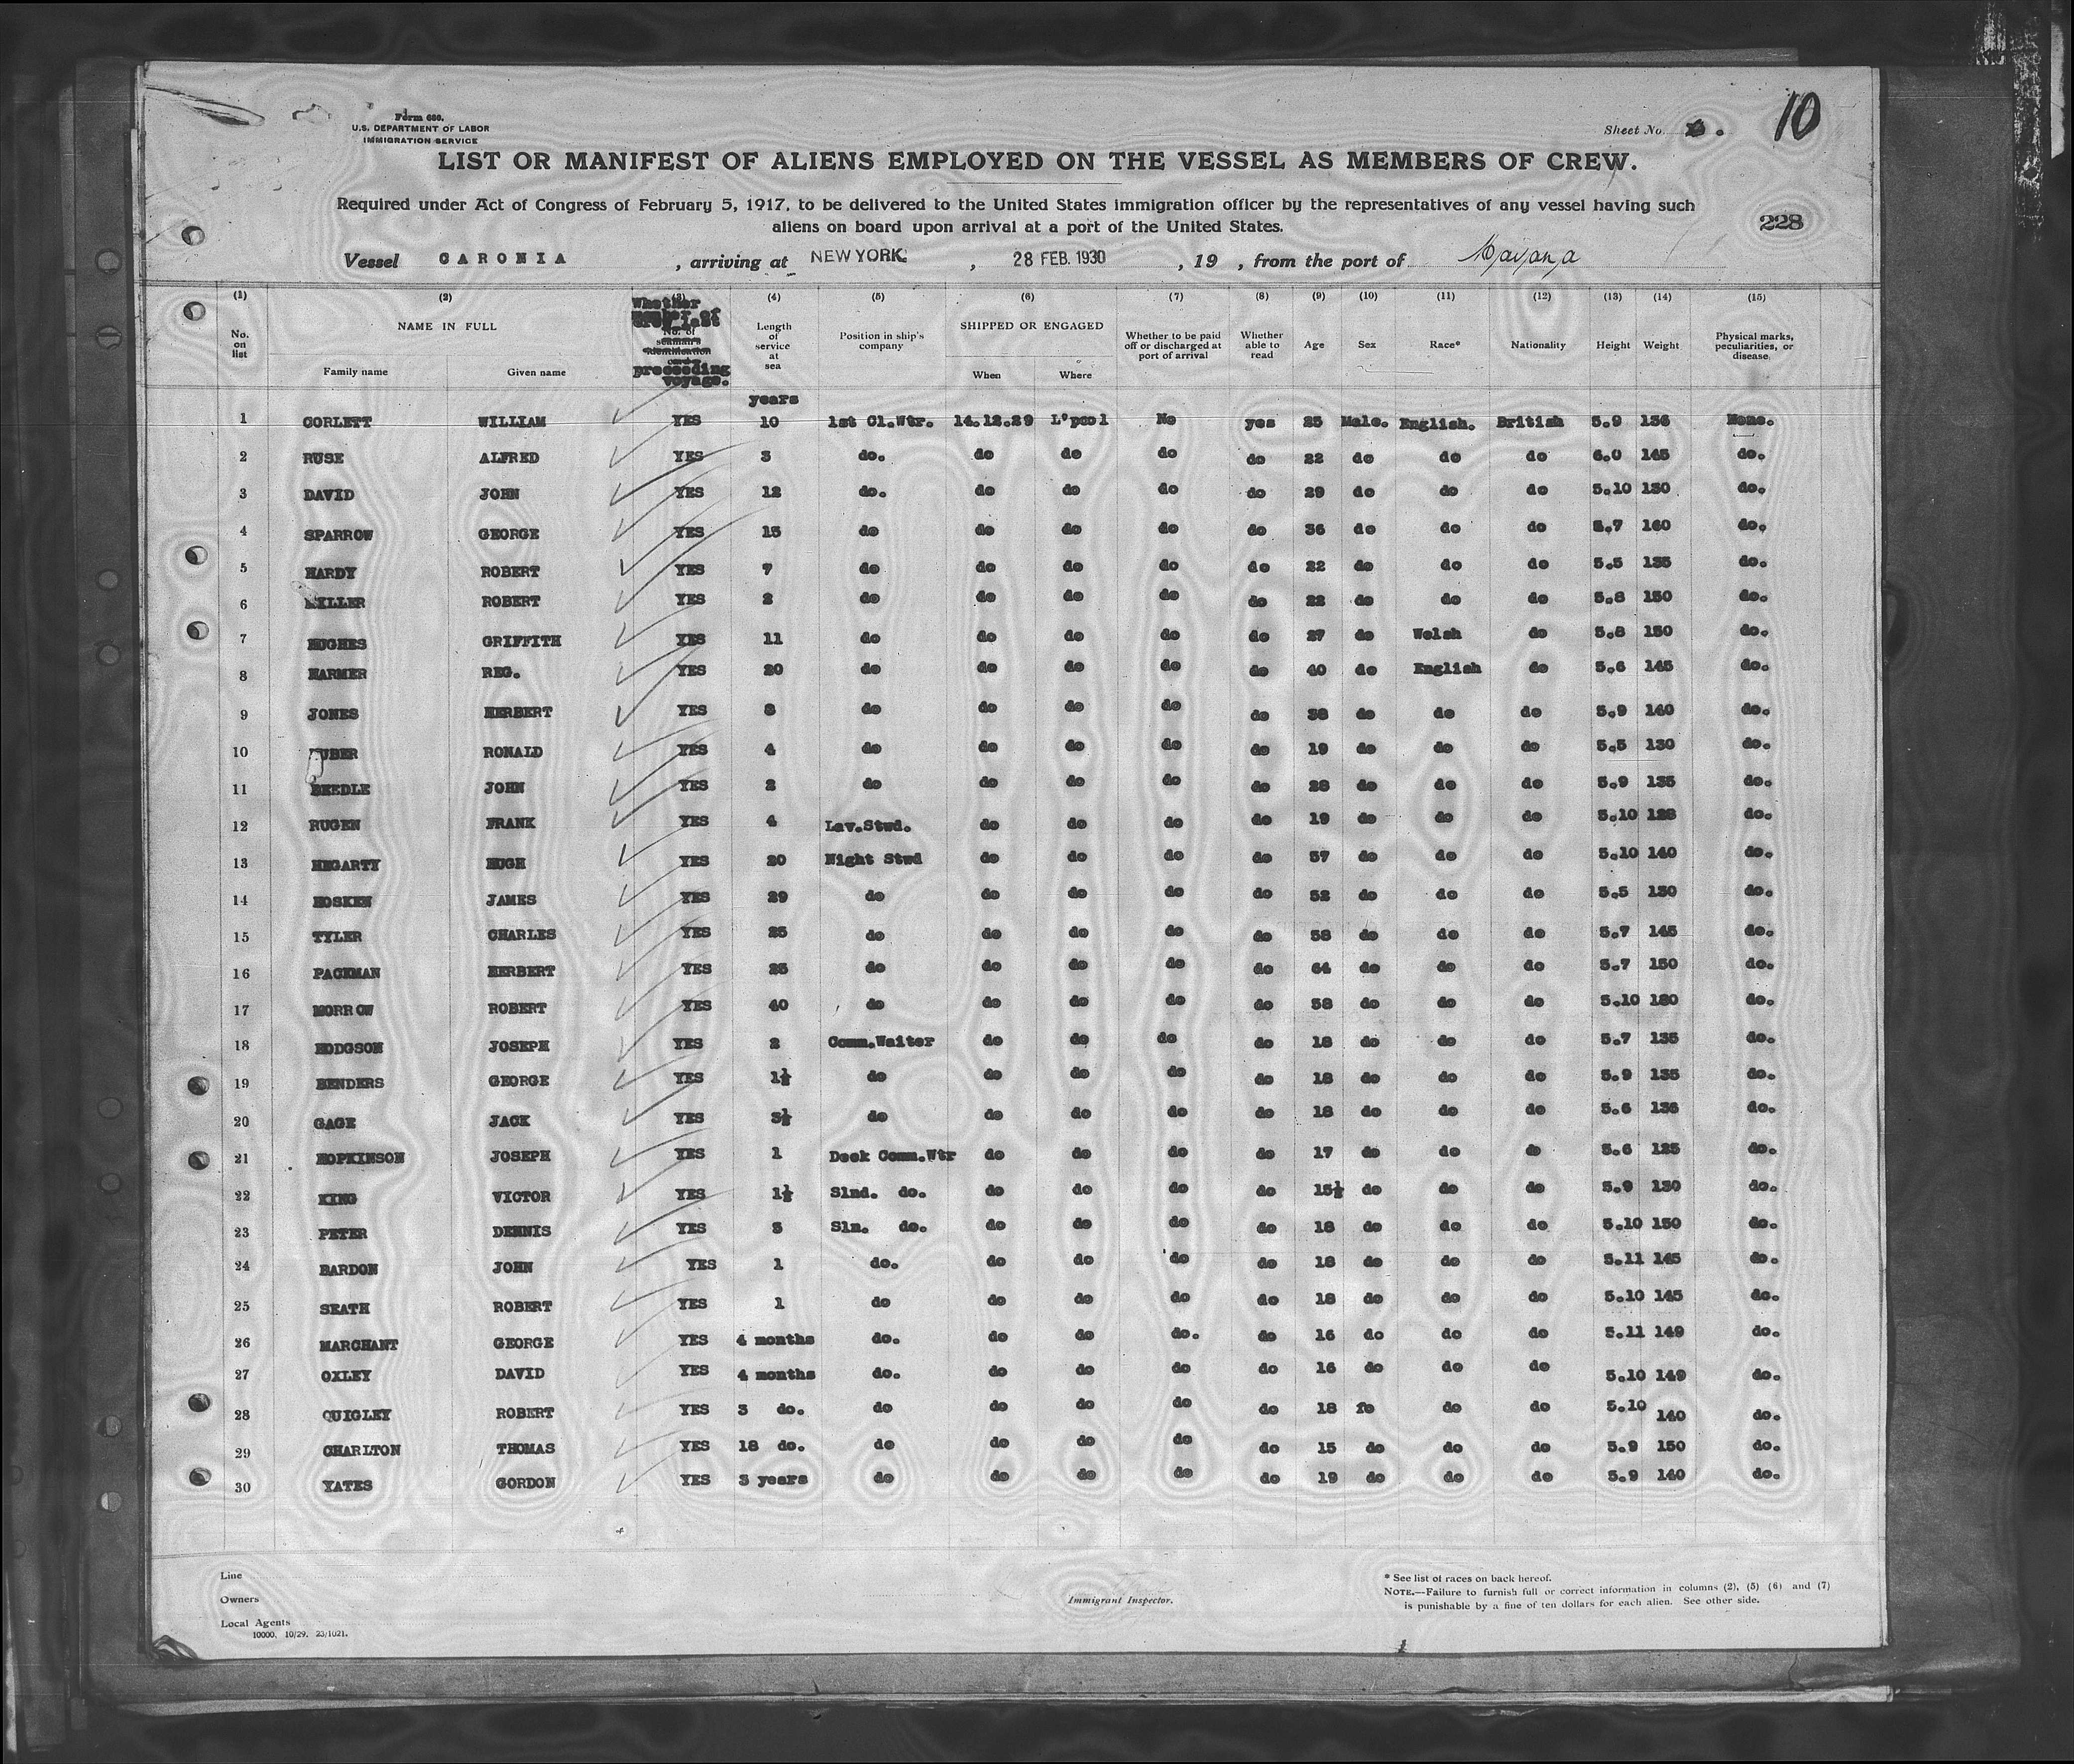 Form 680.
U.S. DEPARTMENT OF LABOR
IMMIGRATION SERVICE
Sheet No.
10
LIST OR MANIFEST OF ALIENS EMPLOYED ON THE VESSEL AS MEMBERS OF CREW.
Required under Act of Congress of February 5, 1917, to be delivered to the United States immigration officer by the representatives of any vessel having such
aliens on board upon arrival at a port of the United States.
228
Vessel CARONIA, arriving at NEW YORK, 28 FEB. 1930, 19 , from the port of Havana
(1) (2) (3) (4) (5) (6) (7) (8) (9) (10) (11) (12) (13) (14) (15)
No. on list
NAME IN FULL
Family name
Given name
Whether member of crew last preceeding voyage.
Length of service at sea
Position in ship's company
SHIPPED OR ENGAGED
When
Where
Whether to be paid off or discharged at port of arrival
Whether able to read
Age
Sex
Race*
Nationality
Height
Weight
Physical marks, peculiarities, or disease.
years
1 CORLETT WILLIAM YES 10 1st Cl.Wtr. 14.12.29 L'pool No yes 25 Male. English. British 5.9 136 None.
2 RUSE ALFRED YES 3 do. do do do do 22 do do do 6.0 145 do.
3 DAVID JOHN YES 12 do. do do do do 29 do do do 5.10 130 do.
4 SPARROW GEORGE YES 15 do do do do do 36 do do do 5.7 160 do.
5 HARDY ROBERT YES 7 do do do do do 22 do do do 5.5 135 do.
6 MILLER ROBERT YES 2 do do do do do 22 do do do 5.8 150 do.
7 HUGHES GRIFFITH YES 11 do do do do do 27 do Welsh do 5.8 150 do.
8 HARMER REG. YES 20 do do do do do 40 do English do 5.6 145 do.
9 JONES HERBERT YES 8 do do do do do 38 do do do 5.9 140 do.
10 RONALD YES 4 do do do do do 19 do do do 5.5 130 do.
11 BEEDLE JOHN YES 2 do do do do do 28 do do do 5.9 135 do.
12 RUGEN FRANK YES 4 Lav.Stwd. do do do do 19 do do do 5.10 128 do.
13 HEGARTY HUGH YES 20 Night Stwd do do do do 57 do do do 5.10 140 do.
14 HOSKEN JAMES YES 29 do do do do do 52 do do do 5.5 130 do.
15 TYLER CHARLES YES 25 do do do do do 58 do do do 5.7 145 do.
16 PACKMAN HERBERT YES 25 do do do do do 64 do do do 5.7 150 do.
17 MORROW ROBERT YES 40 do do do do do 58 do do do 5.10 180 do.
18 HODGSON JOSEPH YES 2 Comm.Waiter do do do do 18 do do do 5.7 135 do.
19 BENDERS GEORGE YES 1½ do do do do do 18 do do do 5.9 135 do.
20 GAGE JACK YES 3½ do do do do do 18 do do do 5.6 136 do.
21 HOPKINSON JOSEPH YES 1 Deck Comm.Wtr do do do do 17 do do do 5.6 125 do.
22 KING VICTOR YES 1½ Slnd. do. do do do do 15½ do do do 5.9 130 do.
23 PETER DENNIS YES 3 Sln. do. do do do do 18 do do do 5.10 150 do.
24 BARDON JOHN YES 1 do. do do do do 18 do do do 5.11 145 do.
25 SEATH ROBERT YES 1 do do do do do 18 do do do 5.10 145 do.
26 MARCHANT GEORGE YES 4 months do. do do do. do 16 do do do 5.11 149 do.
27 OXLEY DAVID YES 4 months do. do do do do 16 do do do 5.10 149 do.
28 QUIGLEY ROBERT YES 3 do. do do do do do 18 fo do do 5.10 140 do.
29 CHARLTON THOMAS YES 18 do. do do do do do 15 do do do 5.9 150 do.
30 YATES GORDON YES 3 years do do do do do 19 do do do 5.9 140 do.
Line
Owners
Local Agents
10000. 10/29. 23/1021.
Immigrant Inspector.
* See list of races on back hereof.
NOTE.—Failure to furnish full or correct information in columns (2), (5) (6) and (7)
is punishable by a fine of ten dollars for each alien. See other side.